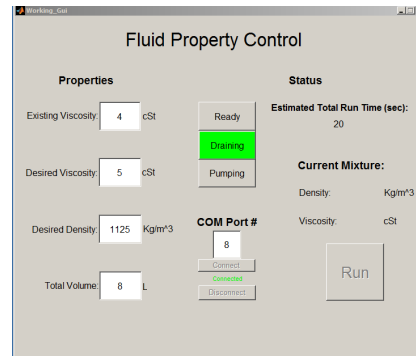 Working_Gui
Fluid Property Control
Properties
Status
Existing Viscosity: 4 cSt
Ready
Estimated Total Run Time (sec):
20
Draining
Desired Viscosity: 5 cSt
Pumping
Current Mixture:
Density: Kg/m^3
Desired Density: 1125 Kg/m^3
COM Port #
Viscosity: cSt
8
Connect
Connected
Disconnect
Run
Total Volume: 8 L